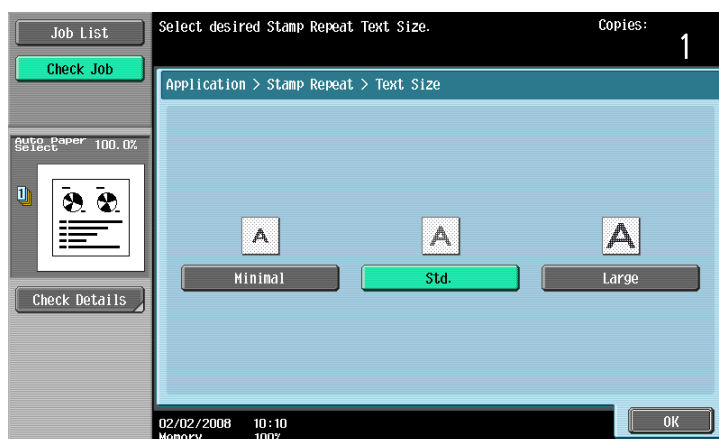 Job List
Check Job
Select desired Stamp Repeat Text Size.
Copies:
1
Application > Stamp Repeat > Text Size
Auto Paper Select
100.0%
1
A
A
A
Minimal
Std.
Large
Check Details
02/02/2008 10:10
Memory 100%
OK